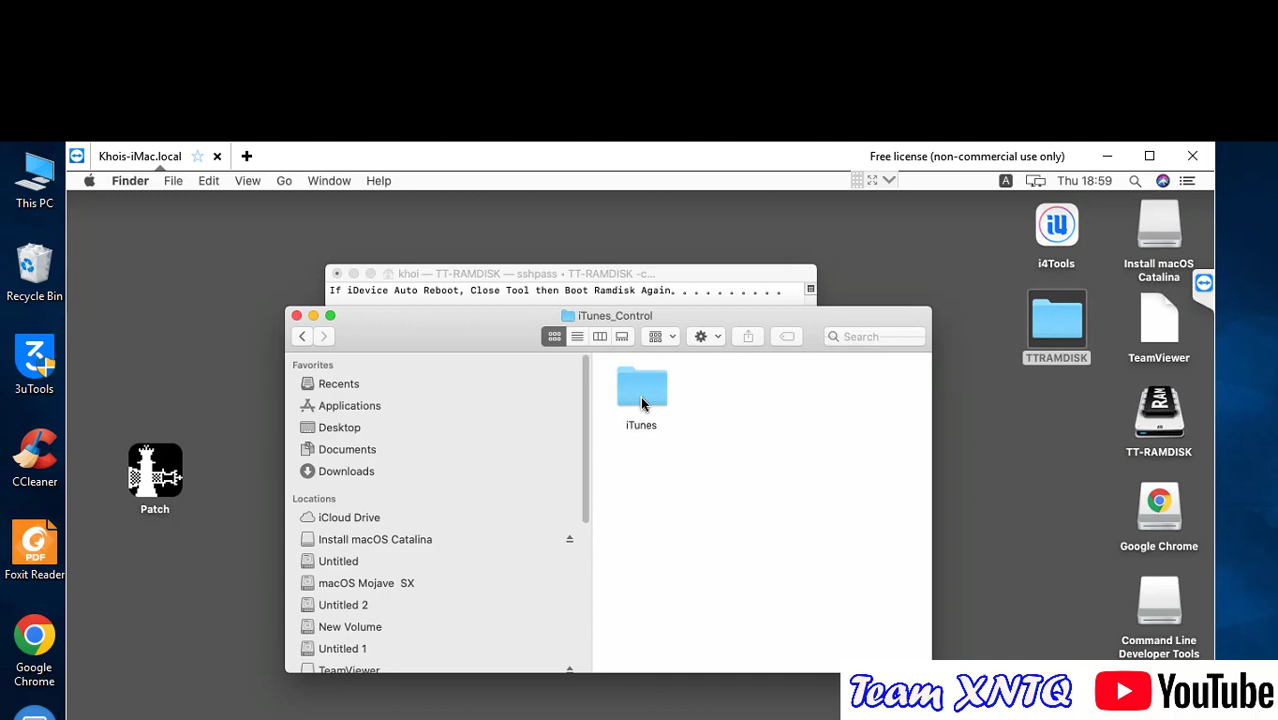 Khois-iMac.local
Free license (non-commercial use only)
Finder File Edit View Go Window Help
A
Thu 18:59
This PC
Recycle Bin
3uTools
CCleaner
PDF
Foxit Reader
Google
Chrome
Patch
khoi — TT-RAMDISK — sshpass • TT-RAMDISK -c...
If iDevice Auto Reboot, Close Tool then Boot Ramdisk Again. . . . . . . . . .
iTunes_Control
Search
Favorites
Recents
Applications
Desktop
Documents
Downloads
Locations
iCloud Drive
Install macOS Catalina
Untitled
macOS Mojave SX
Untitled 2
New Volume
Untitled 1
TeamViewer
iTunes
i4Tools
TTRAMDISK
Install macOS
Catalina
TeamViewer
RAM
TT-RAMDISK
Google Chrome
Command Line
Developer Tools
Team XNTQ
YouTube